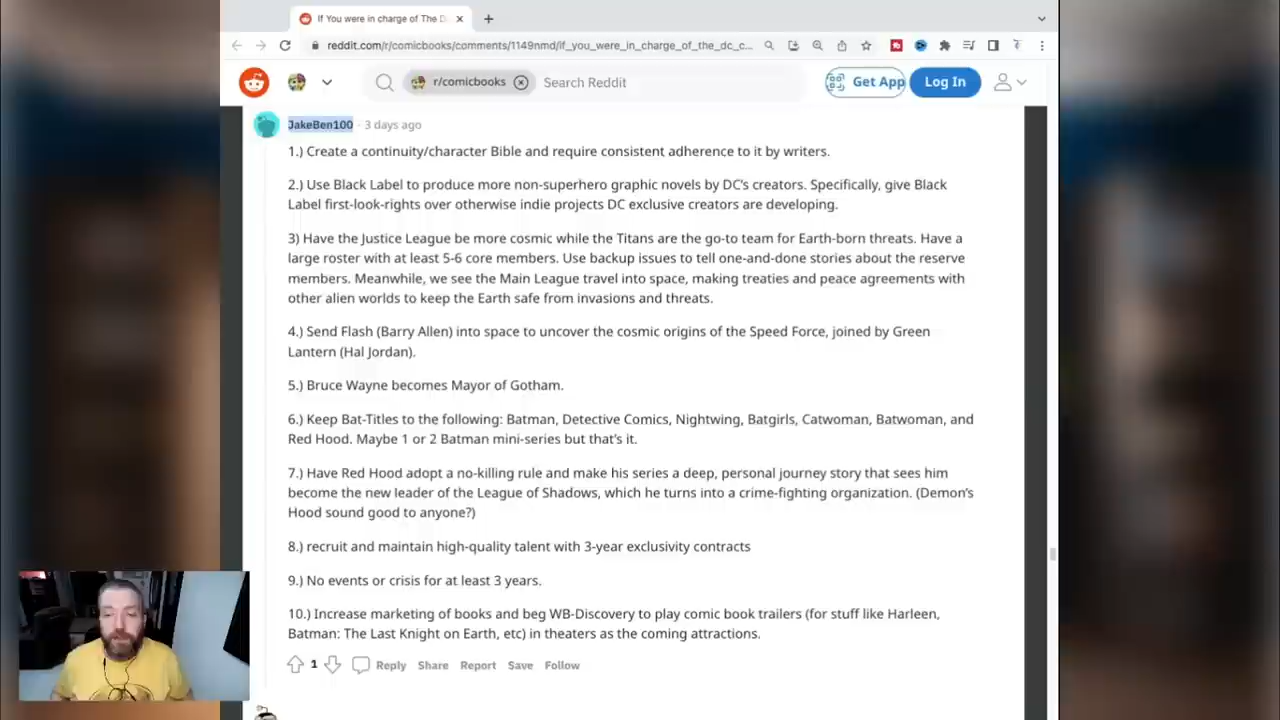 If You were in charge of The D
reddit.com/r/comicbooks/comments/1149nmd/if_you_were_in_charge_of_the_dc_c...
r/comicbooks
Search Reddit
Get App
Log In
JakeBen100 · 3 days ago
1.) Create a continuity/character Bible and require consistent adherence to it by writers.
2.) Use Black Label to produce more non-superhero graphic novels by DC's creators. Specifically, give Black
Label first-look-rights over otherwise indie projects DC exclusive creators are developing.
3) Have the Justice League be more cosmic while the Titans are the go-to team for Earth-born threats. Have a
large roster with at least 5-6 core members. Use backup issues to tell one-and-done stories about the reserve
members. Meanwhile, we see the Main League travel into space, making treaties and peace agreements with
other alien worlds to keep the Earth safe from invasions and threats.
4.) Send Flash (Barry Allen) into space to uncover the cosmic origins of the Speed Force, joined by Green
Lantern (Hal Jordan).
5.) Bruce Wayne becomes Mayor of Gotham.
6.) Keep Bat-Titles to the following: Batman, Detective Comics, Nightwing, Batgirls, Catwoman, Batwoman, and
Red Hood. Maybe 1 or 2 Batman mini-series but that's it.
7.) Have Red Hood adopt a no-killing rule and make his series a deep, personal journey story that sees him
become the new leader of the League of Shadows, which he turns into a crime-fighting organization. (Demon's
Hood sound good to anyone?)
8.) recruit and maintain high-quality talent with 3-year exclusivity contracts
9.) No events or crisis for at least 3 years.
10.) Increase marketing of books and beg WB-Discovery to play comic book trailers (for stuff like Harleen,
Batman: The Last Knight on Earth, etc) in theaters as the coming attractions.
1 Reply Share Report Save Follow